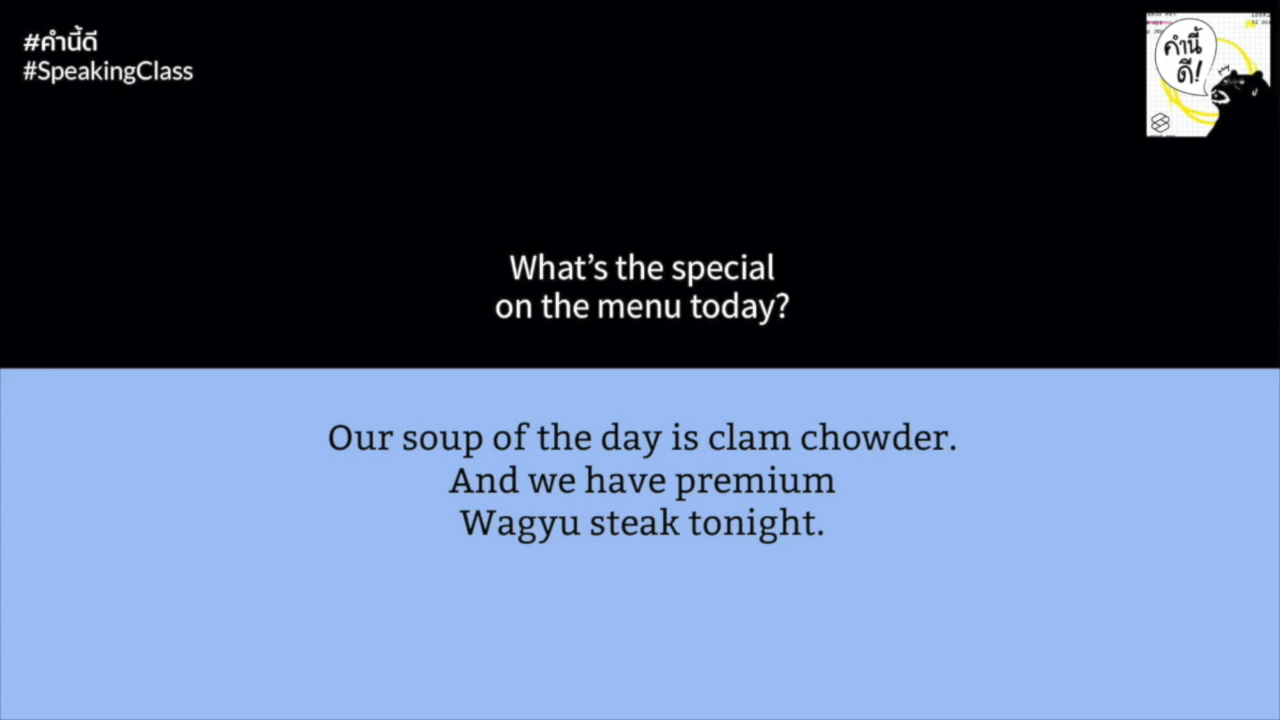 #คำนี้ดี
#SpeakingClass
คำนี้
ดี!
What's the special
on the menu today?
Our soup of the day is clam chowder.
And we have premium
Wagyu steak tonight.